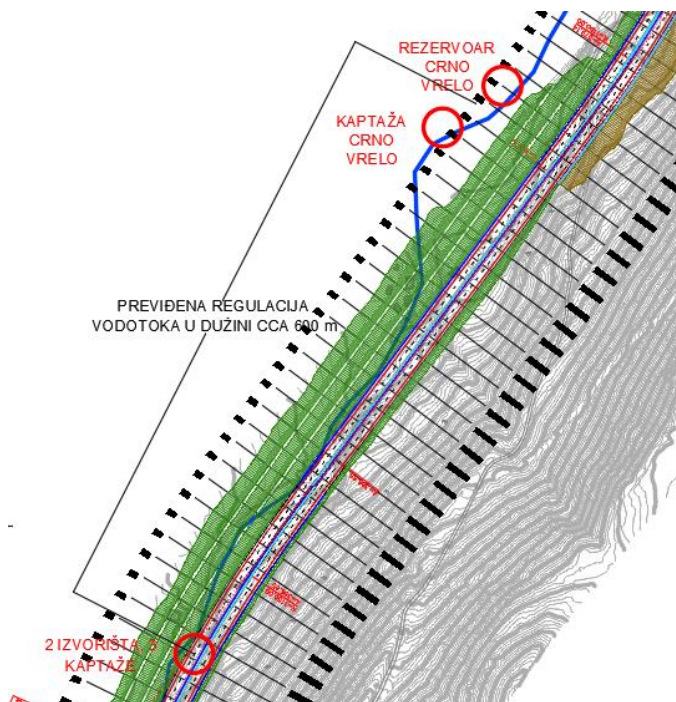 REZERVOAR
CRNO
VRELO
KAPTAŽA
CRNO
VRELO
PREVIĐENA REGULACIJA
VODOTOKA U DUŽINI CCA 600 m
2 IZVORIŠTA, 3
KAPTAŽE